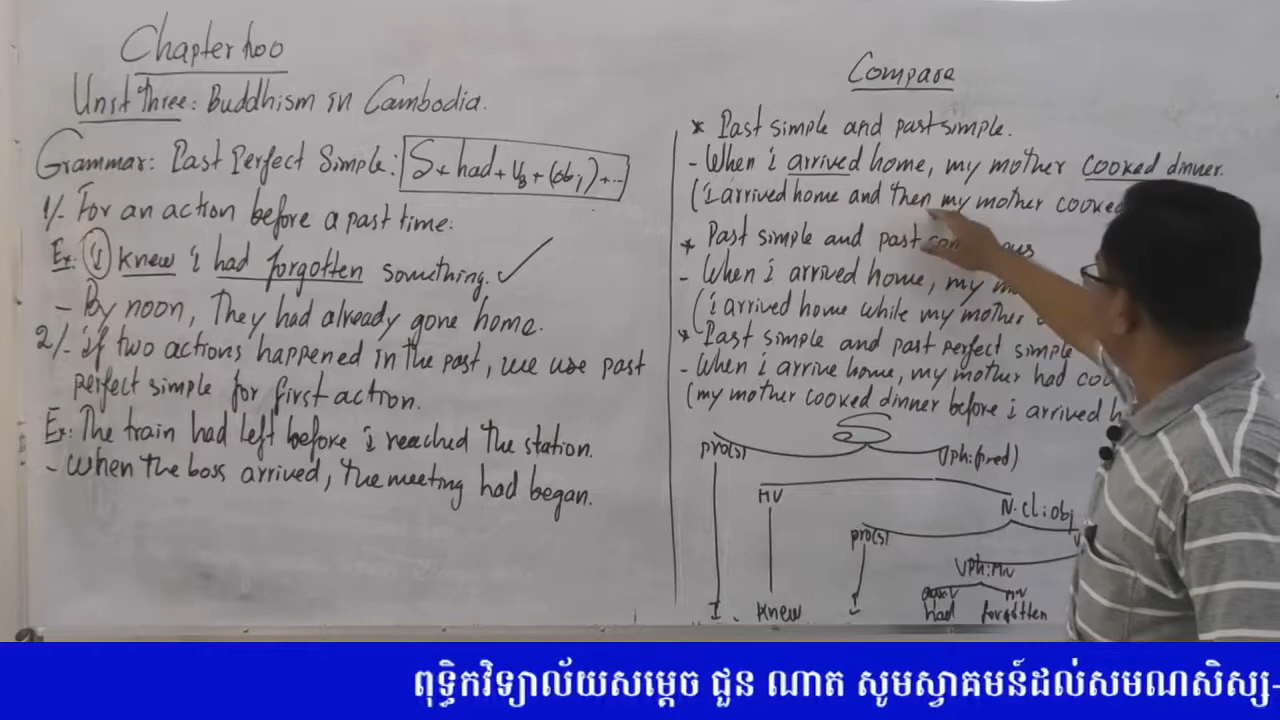 Chapter too
Unit Three: Buddhism in Cambodia.
Grammar: Past Perfect Simple: S + had + V3 + (obj) + ...
1/- For an action before a past time.
Ex: I knew i had forgotten something. ✓
- By noon, They had already gone home.
2/- if two actions happened in the past, we use past
perfect simple for first action.
Ex: The train had left before i reached the station.
- When the boss arrived, the meeting had began.
Compare
* Past simple and past simple.
- When i arrived home, my mother cooked dinner.
(i arrived home and then my mother cooked
* Past simple and past
- When i arrived home, my
(i arrived home while my mother
* Past simple and past perfect simple
- When i arrive home, my mother had
(my mother cooked dinner before i arrived h
S
pro(s) Vph:(pred)
MV N.cl:obj
pro(s) V
Vph:MV
aux V MV
I knew I had forgotten
ពុទ្ធិកវិទ្យាល័យសម្តេច ជួន ណាត សូមស្វាគមន៍ដល់សមណសិស្ស-